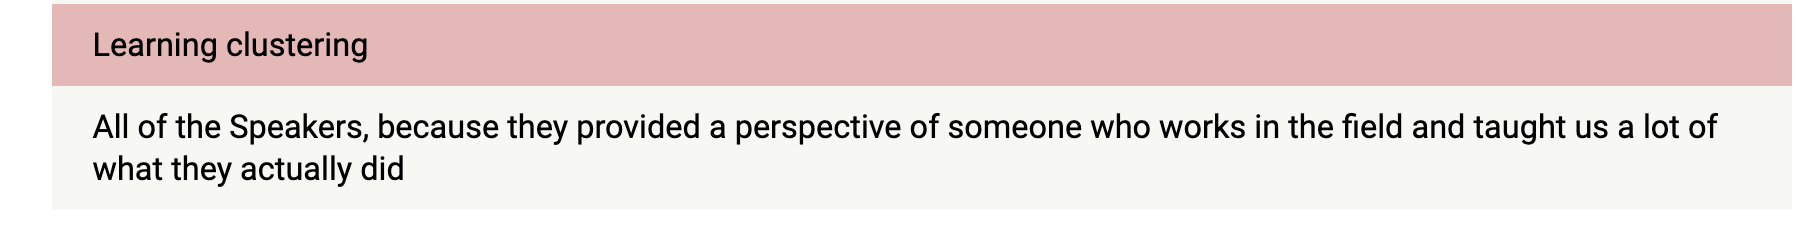 Learning clustering
All of the Speakers, because they provided a perspective of someone who works in the field and taught us a lot of
what they actually did